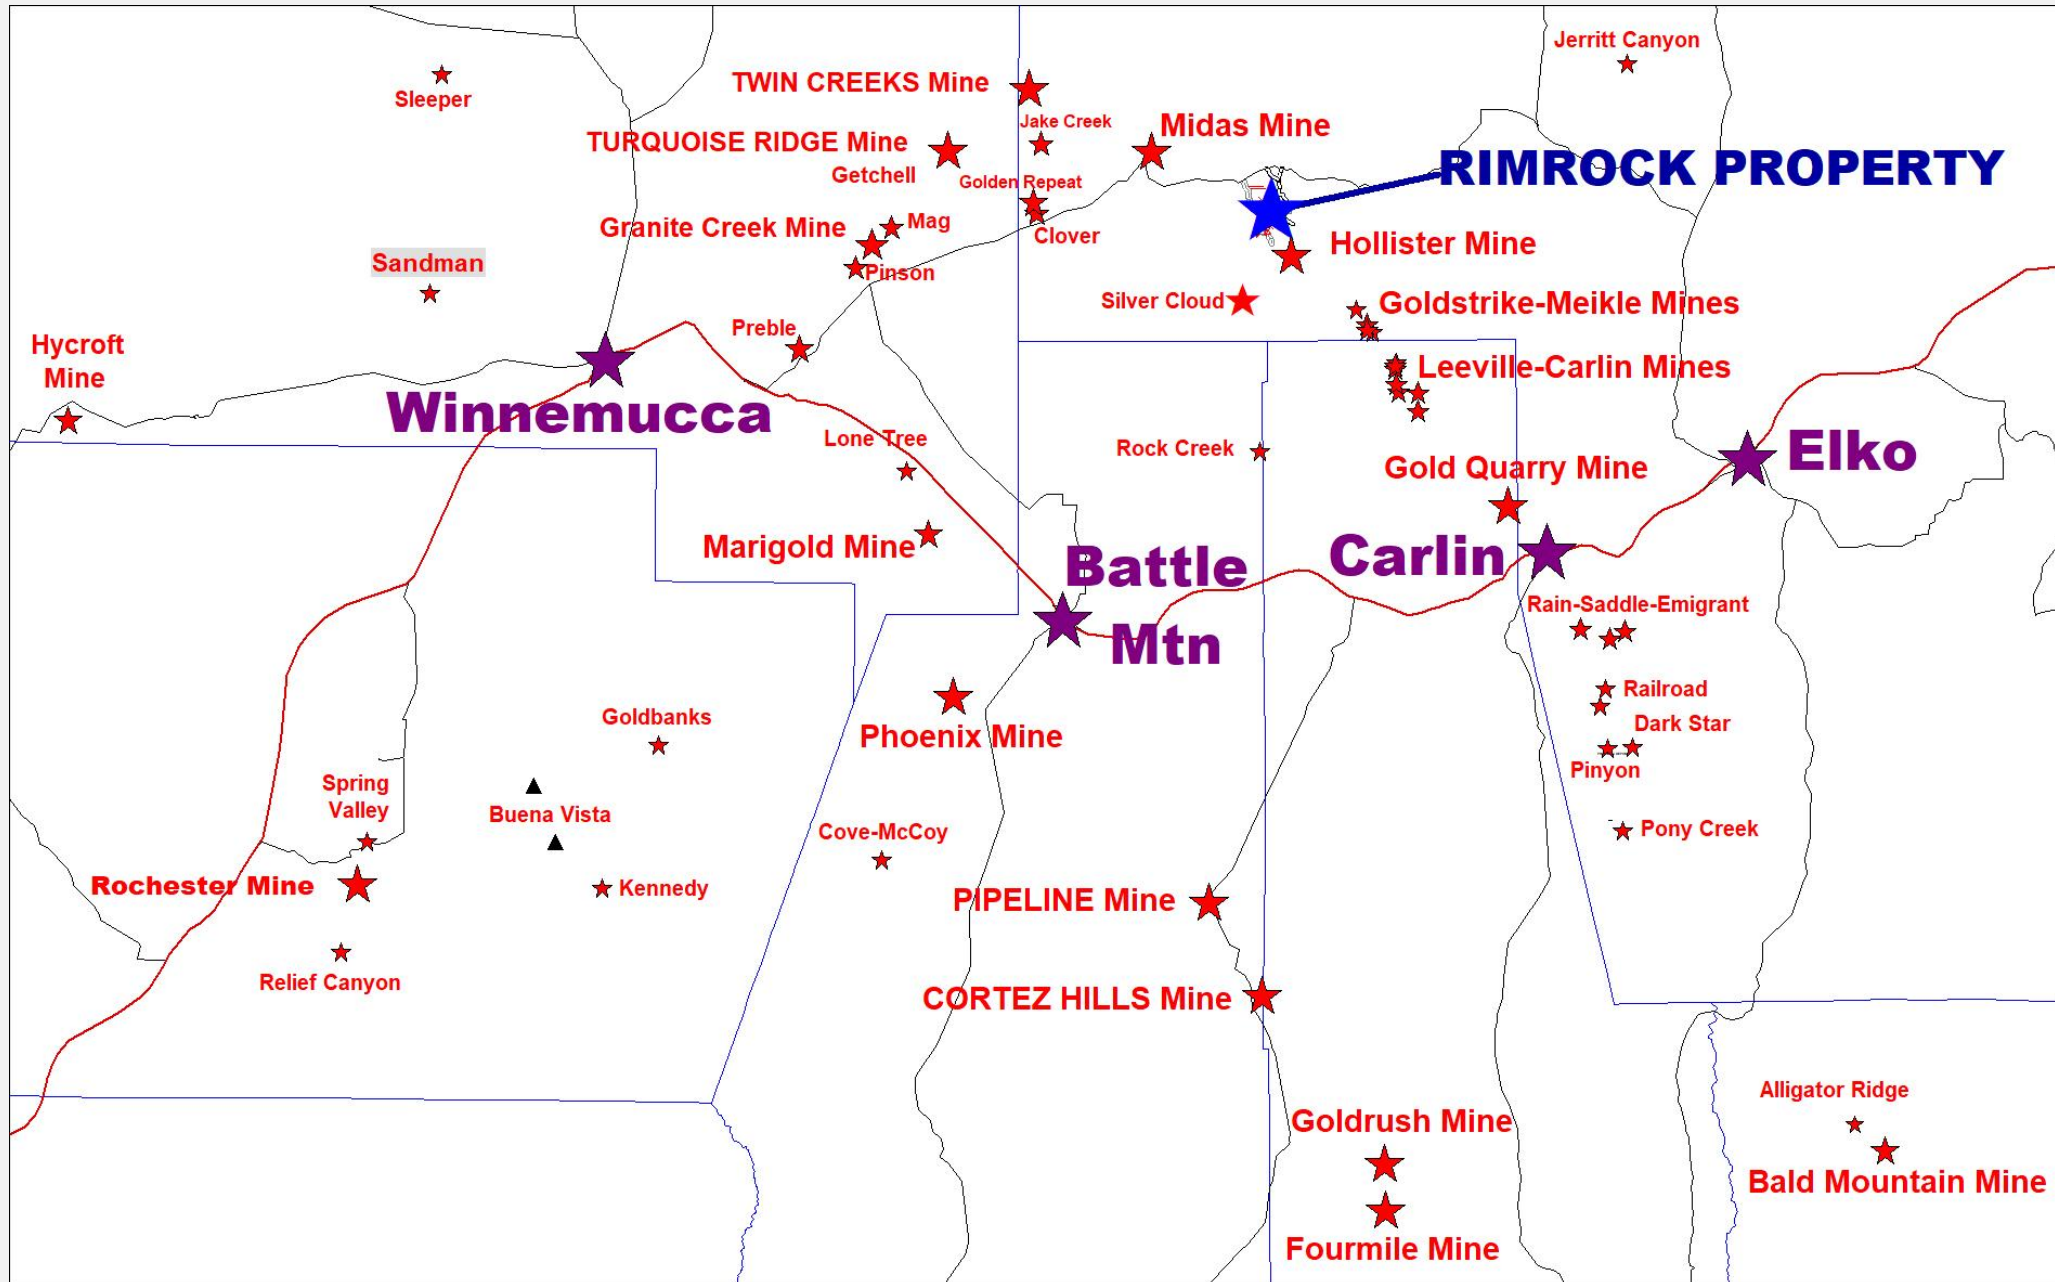 Jerritt Canyon
Sleeper
TWIN CREEKS Mine
Jake Creek
Midas Mine
TURQUOISE RIDGE Mine
Getchell
Golden Repeat
RIMROCK PROPERTY
Granite Creek Mine
Mag
Clover
Hollister Mine
Sandman
Pinson
Silver Cloud
Goldstrike-Meikle Mines
Preble
Hycroft
Mine
Leeville-Carlin Mines
Winnemucca
Lone Tree
Rock Creek
Gold Quarry Mine
Elko
Marigold Mine
Battle
Mtn
Carlin
Rain-Saddle-Emigrant
Railroad
Dark Star
Pinyon
Phoenix Mine
Goldbanks
Spring
Valley
Buena Vista
Cove-McCoy
Pony Creek
Rochester Mine
Kennedy
PIPELINE Mine
Relief Canyon
CORTEZ HILLS Mine
Alligator Ridge
Goldrush Mine
Bald Mountain Mine
Fourmile Mine